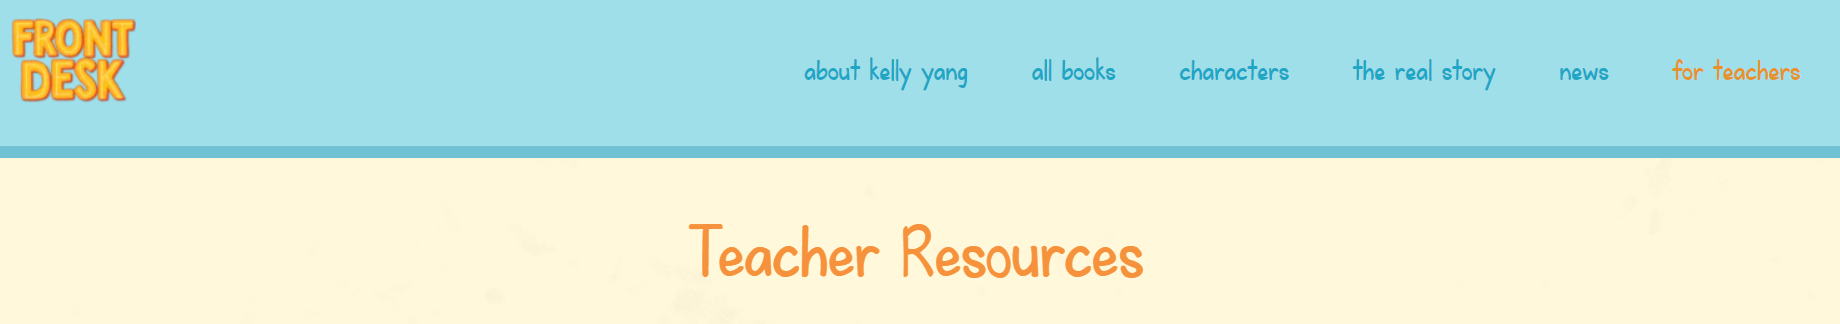 FRONT
DESK
about kelly yang all books characters the real story news for teachers
Teacher Resources